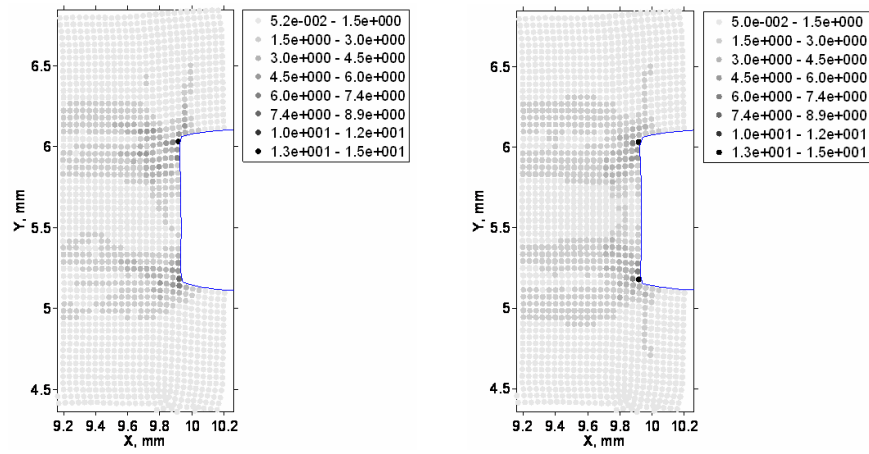 5.2e-002 - 1.5e+000
1.5e+000 - 3.0e+000
3.0e+000 - 4.5e+000
4.5e+000 - 6.0e+000
6.0e+000 - 7.4e+000
7.4e+000 - 8.9e+000
1.0e+001 - 1.2e+001
1.3e+001 - 1.5e+001
6.5
6
5.5
5
4.5
Y, mm
9.2 9.4 9.6 9.8 10 10.2
X, mm
5.0e-002 - 1.5e+000
1.5e+000 - 3.0e+000
3.0e+000 - 4.5e+000
4.5e+000 - 6.0e+000
6.0e+000 - 7.4e+000
7.4e+000 - 8.9e+000
1.0e+001 - 1.2e+001
1.3e+001 - 1.5e+001
6.5
6
5.5
5
4.5
Y, mm
9.2 9.4 9.6 9.8 10 10.2
X, mm